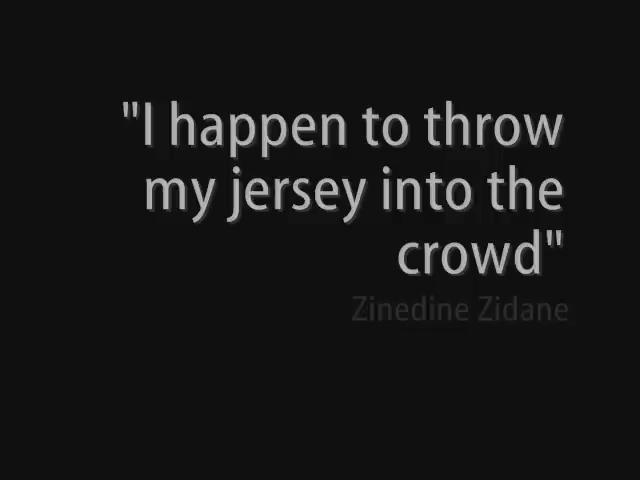 "I happen to throw
my jersey into the
crowd"
Zinedine Zidane